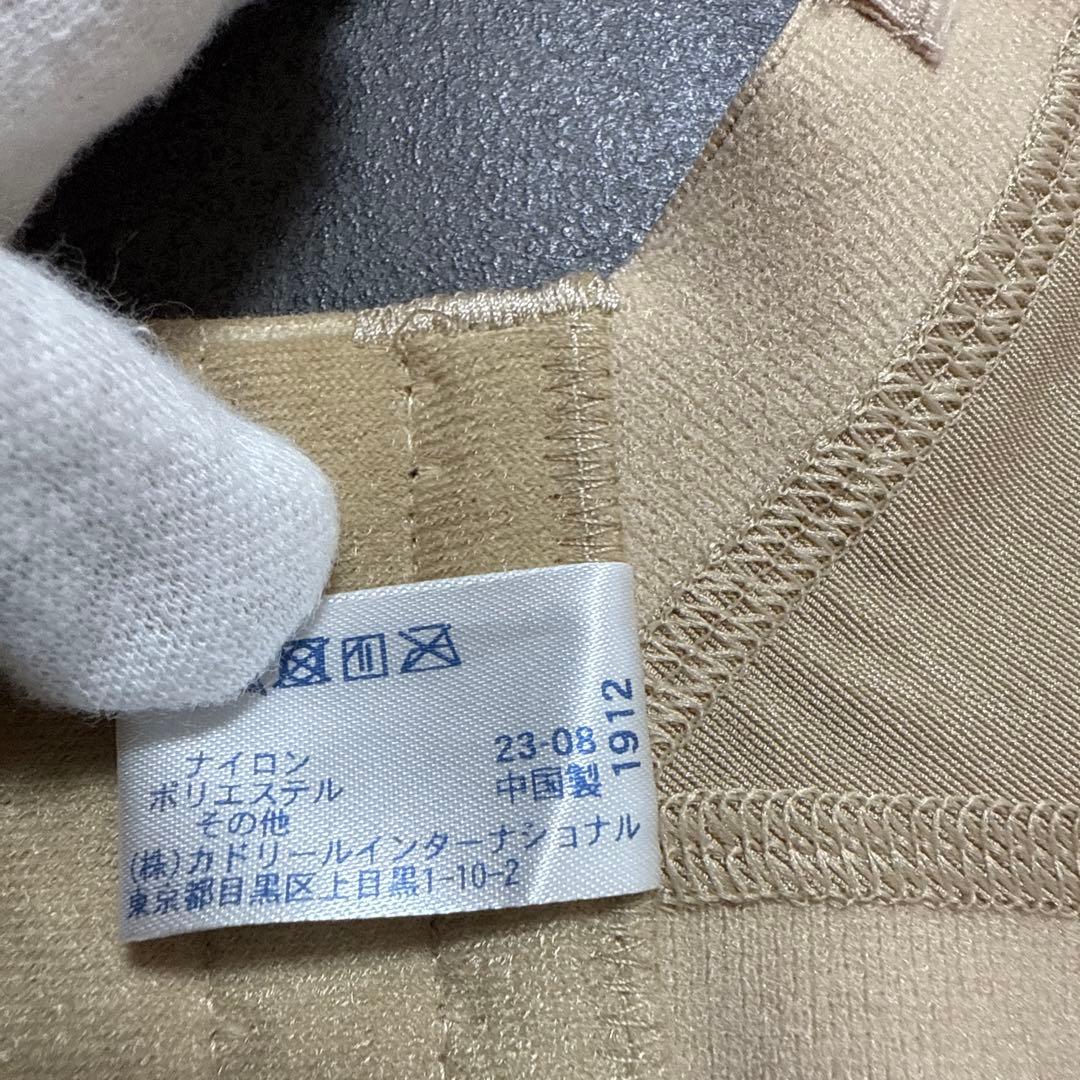 ナイロン
ポリエステル
その他
23-08
中国製
1912
(株)カドリールインターナショナル
東京都目黒区上目黒1-10-2